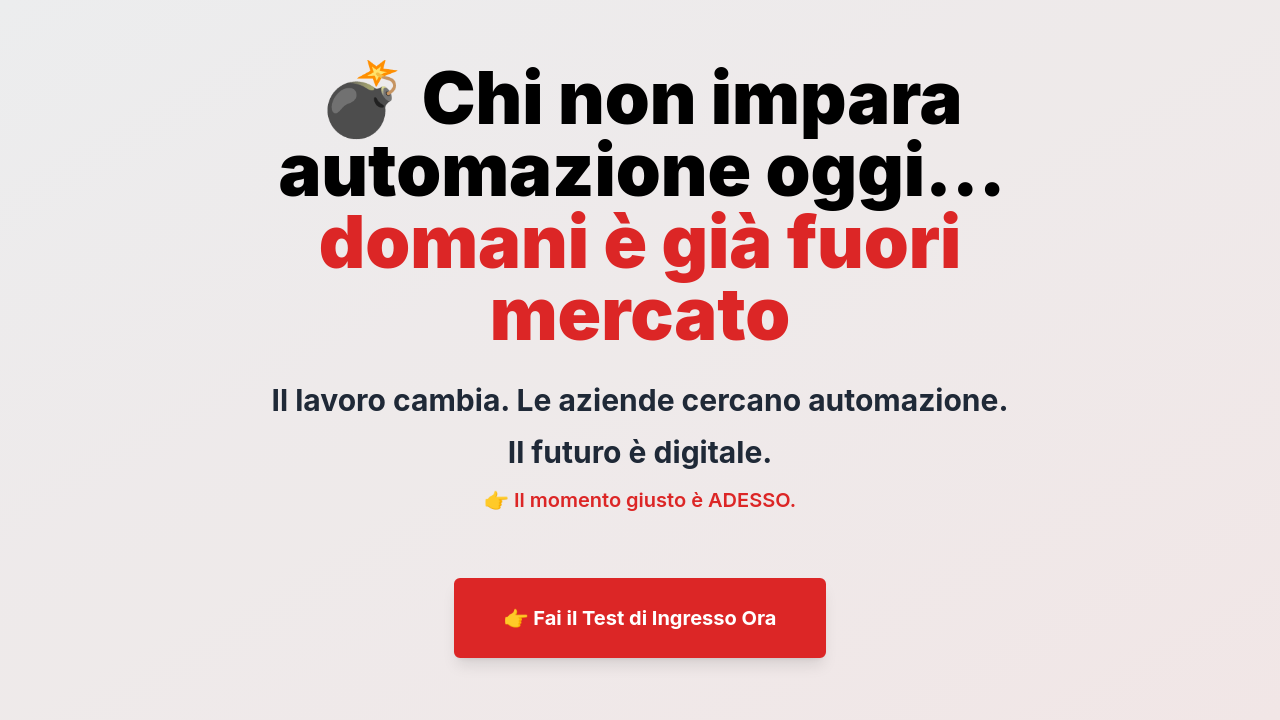 💣 Chi non impara
automazione oggi…
domani è già fuori
mercato
Il lavoro cambia. Le aziende cercano automazione.
Il futuro è digitale.
👉 Il momento giusto è ADESSO.
👉 Fai il Test di Ingresso Ora